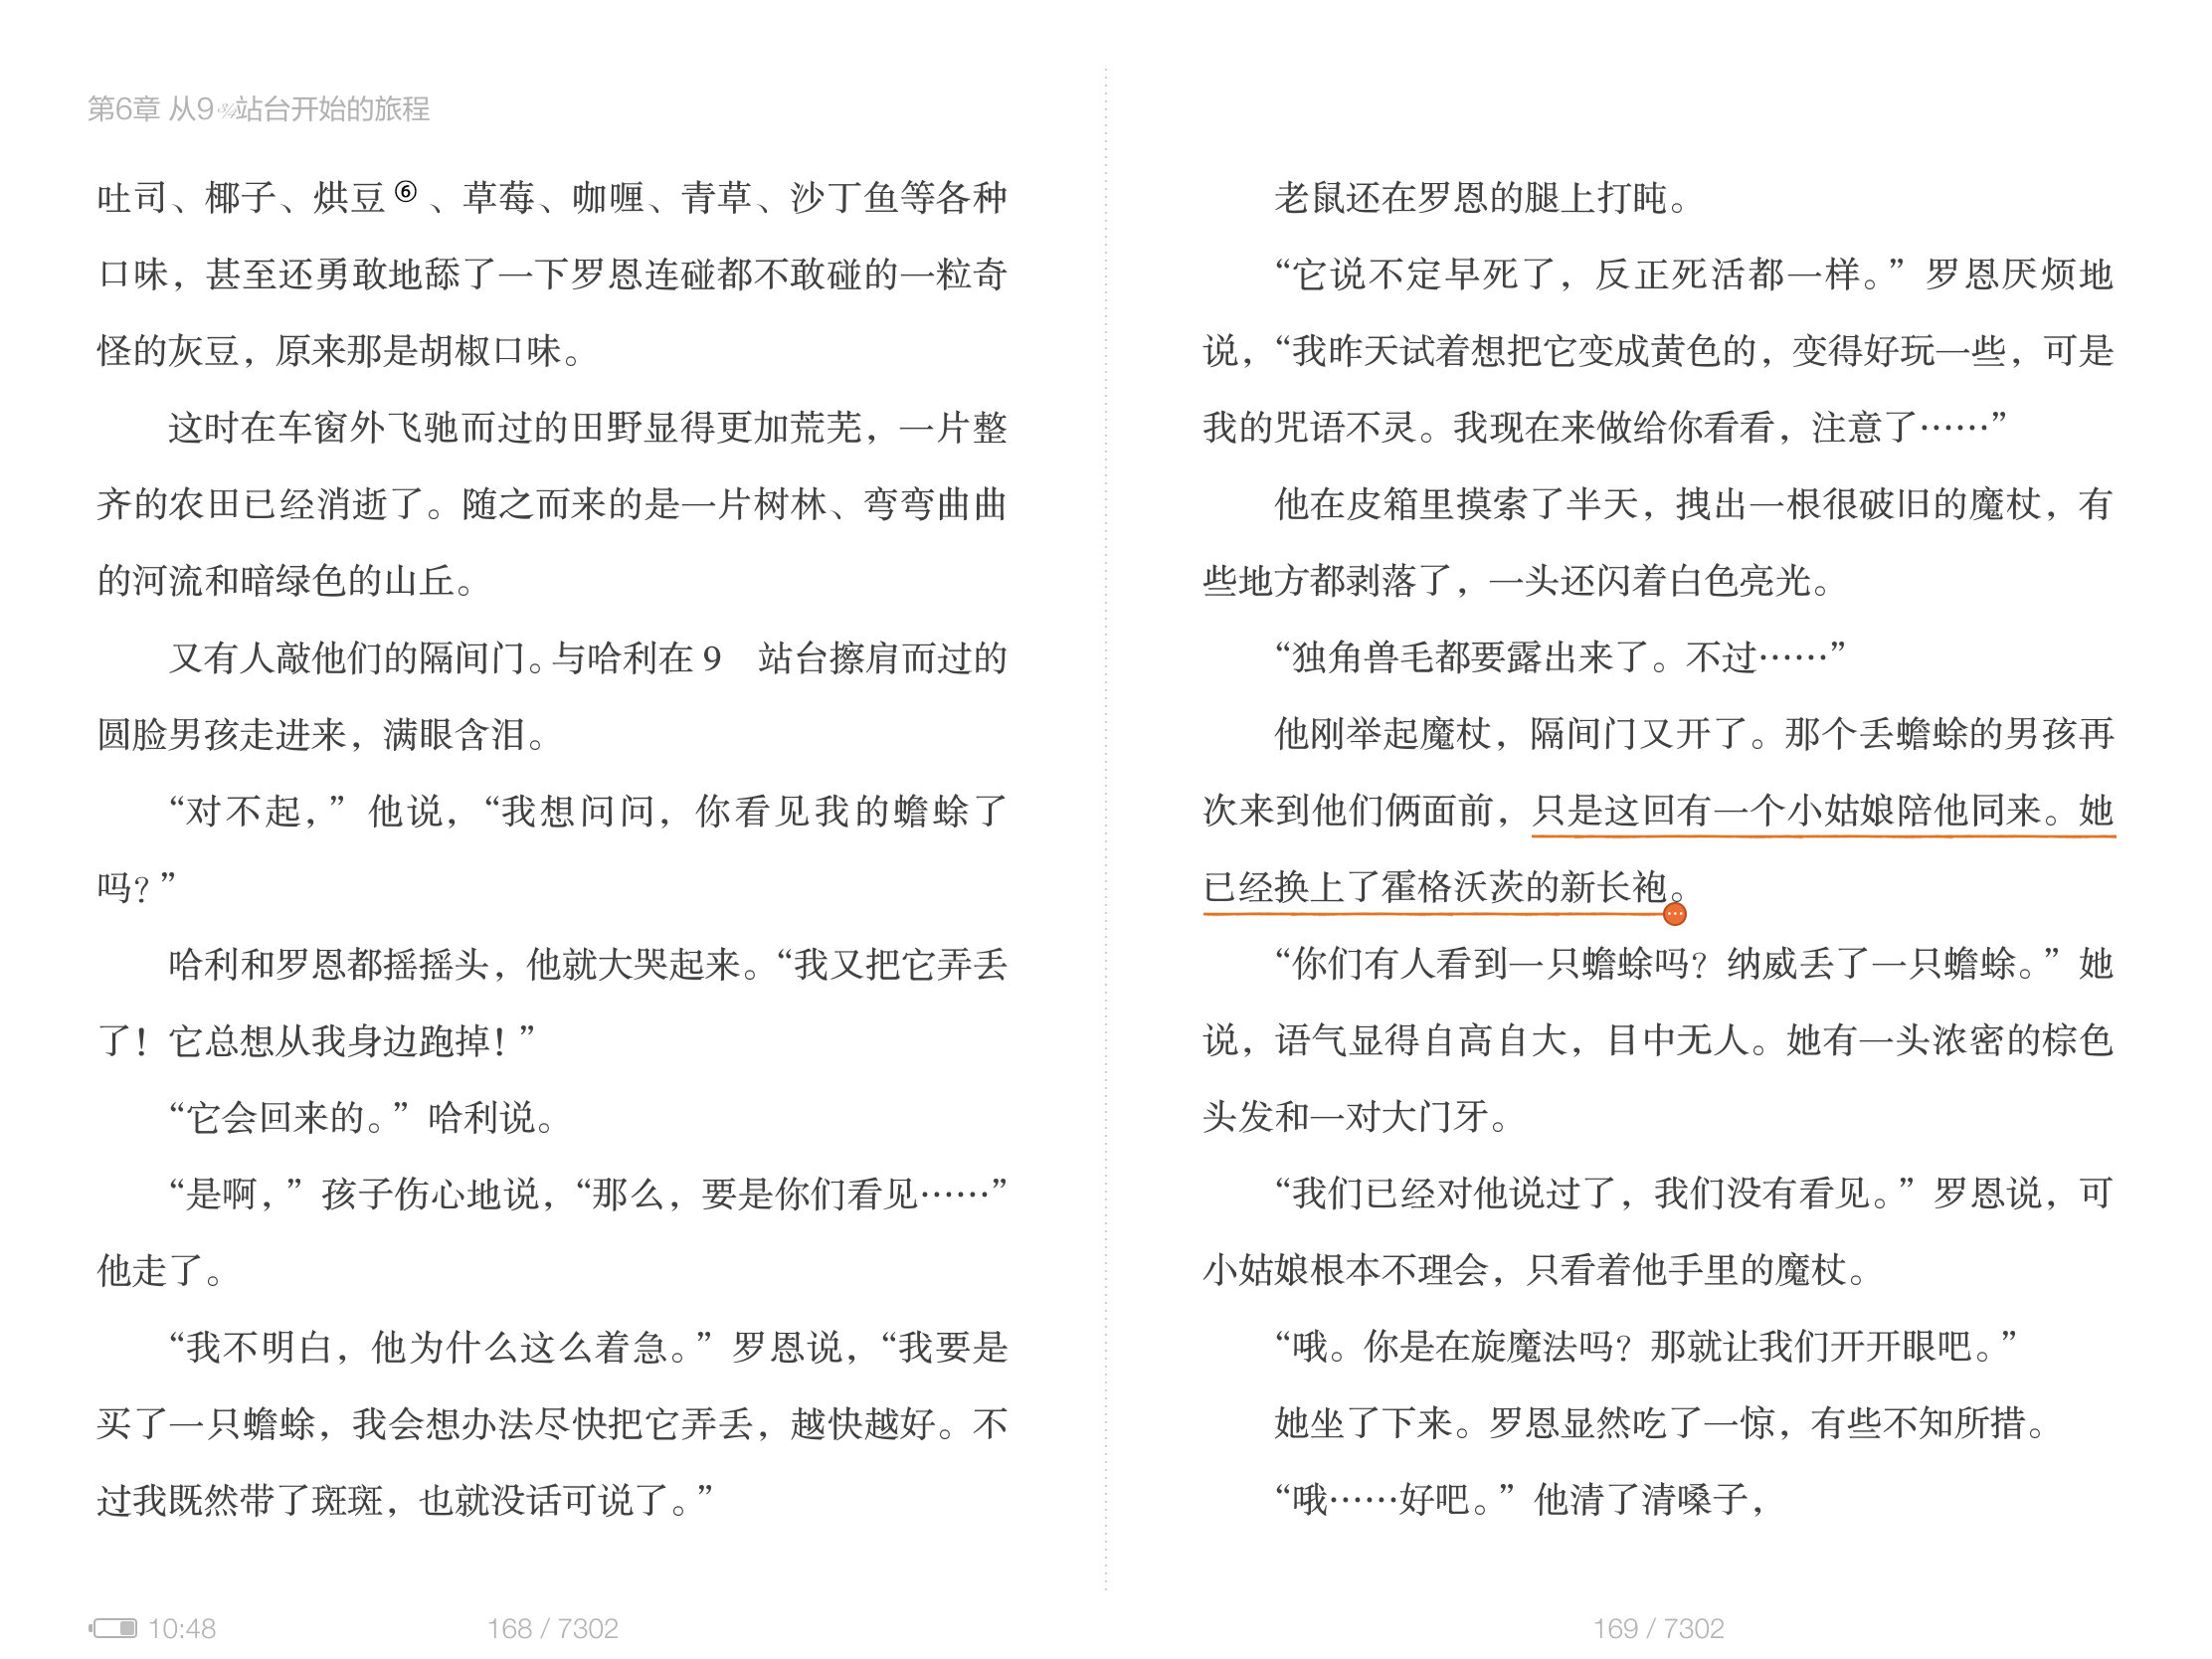 第6章 从9¾站台开始的旅程
吐司、椰子、烘豆⑥、草莓、咖喱、青草、沙丁鱼等各种
口味，甚至还勇敢地舔了一下罗恩连碰都不敢碰的一粒奇
怪的灰豆，原来那是胡椒口味。
这时在车窗外飞驰而过的田野显得更加荒芜，一片整
齐的农田已经消逝了。随之而来的是一片树林、弯弯曲曲
的河流和暗绿色的山丘。
又有人敲他们的隔间门。与哈利在 9　站台擦肩而过的
圆脸男孩走进来，满眼含泪。
“对不起，”他说，“我想问问，你看见我的蟾蜍了
吗？”
哈利和罗恩都摇摇头，他就大哭起来。“我又把它弄丢
了！它总想从我身边跑掉！”
“它会回来的。”哈利说。
“是啊，”孩子伤心地说，“那么，要是你们看见……”
他走了。
“我不明白，他为什么这么着急。”罗恩说，“我要是
买了一只蟾蜍，我会想办法尽快把它弄丢，越快越好。不
过我既然带了斑斑，也就没话可说了。”
10:48
168 / 7302
老鼠还在罗恩的腿上打盹。
“它说不定早死了，反正死活都一样。”罗恩厌烦地
说，“我昨天试着想把它变成黄色的，变得好玩一些，可是
我的咒语不灵。我现在来做给你看看，注意了……”
他在皮箱里摸索了半天，拽出一根很破旧的魔杖，有
些地方都剥落了，一头还闪着白色亮光。
“独角兽毛都要露出来了。不过……”
他刚举起魔杖，隔间门又开了。那个丢蟾蜍的男孩再
次来到他们俩面前，只是这回有一个小姑娘陪他同来。她
已经换上了霍格沃茨的新长袍。
“你们有人看到一只蟾蜍吗？纳威丢了一只蟾蜍。”她
说，语气显得自高自大，目中无人。她有一头浓密的棕色
头发和一对大门牙。
“我们已经对他说过了，我们没有看见。”罗恩说，可
小姑娘根本不理会，只看着他手里的魔杖。
“哦。你是在旋魔法吗？那就让我们开开眼吧。”
她坐了下来。罗恩显然吃了一惊，有些不知所措。
“哦……好吧。”他清了清嗓子，
169 / 7302